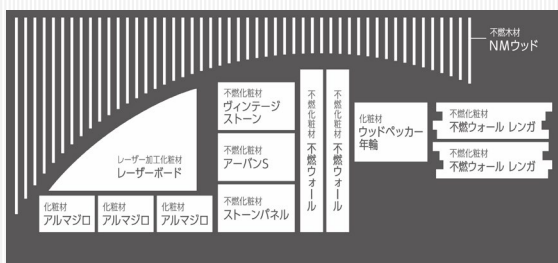 不燃木材
NMウッド
レーザー加工化粧材
レーザーボード
化粧材
アルマジロ
化粧材
アルマジロ
化粧材
アルマジロ
不燃化粧材
ヴィンテージ
ストーン
不燃化粧材
アーバンS
不燃化粧材
ストーンパネル
不燃化粧材 不燃ウォール
不燃化粧材 不燃ウォール
化粧材
ウッドペッカー
年輪
不燃化粧材
不燃ウォール レンガ
不燃化粧材
不燃ウォール レンガ